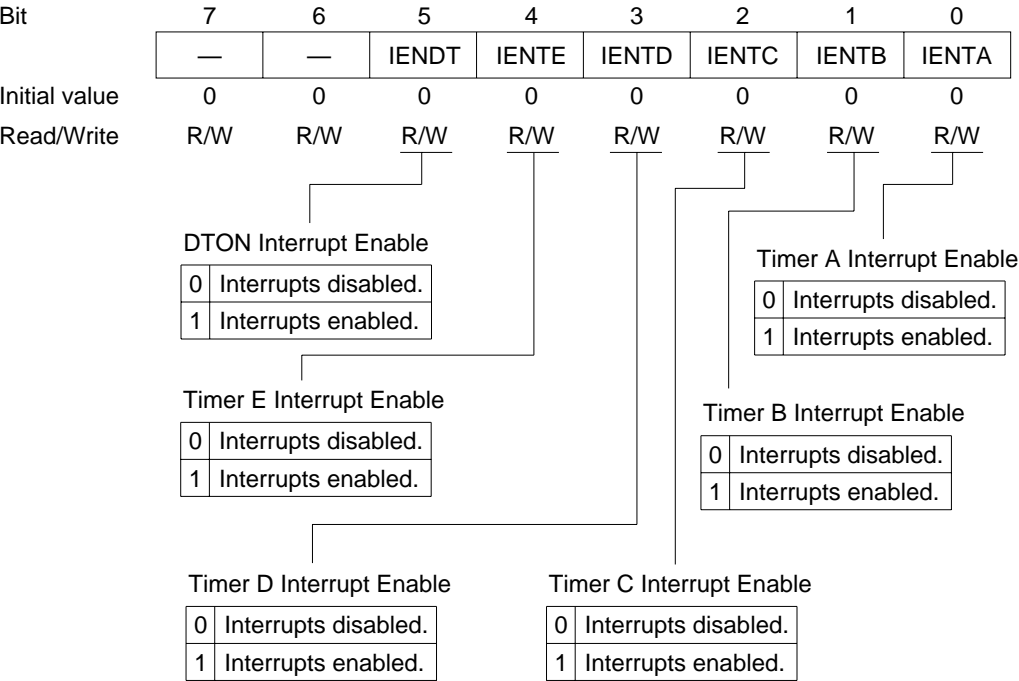 Bit 7 6 5 4 3 2 1 0
— — IENDT IENTE IENTD IENTC IENTB IENTA
Initial value 0 0 0 0 0 0 0 0
Read/Write R/W R/W R/W R/W R/W R/W R/W R/W
DTON Interrupt Enable
0 Interrupts disabled.
1 Interrupts enabled.
Timer A Interrupt Enable
0 Interrupts disabled.
1 Interrupts enabled.
Timer E Interrupt Enable
0 Interrupts disabled.
1 Interrupts enabled.
Timer B Interrupt Enable
0 Interrupts disabled.
1 Interrupts enabled.
Timer D Interrupt Enable
0 Interrupts disabled.
1 Interrupts enabled.
Timer C Interrupt Enable
0 Interrupts disabled.
1 Interrupts enabled.